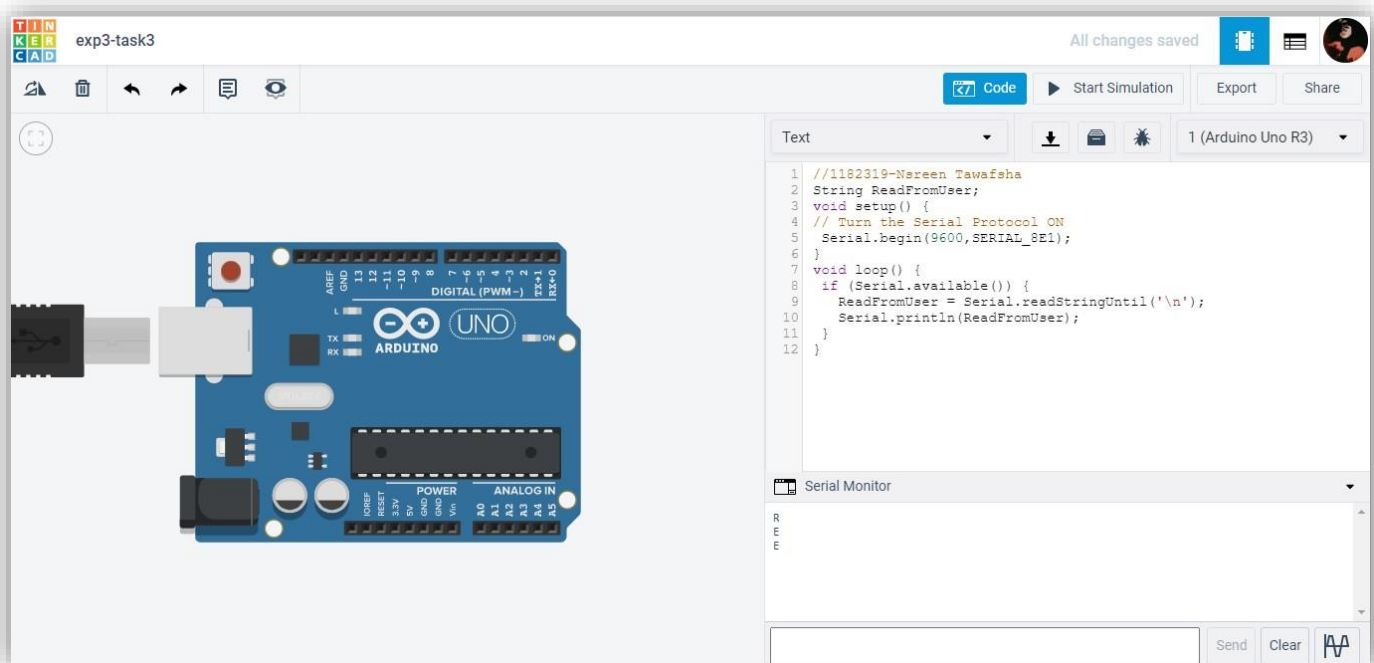 TINKERCAD
exp3-task3
All changes saved
Code
Start Simulation
Export
Share
Text
1 (Arduino Uno R3)
1 //1182319-Nsreen Tawafsha
2 String ReadFromUser;
3 void setup() {
4 // Turn the Serial Protocol ON
5 Serial.begin(9600,SERIAL_8E1);
6 }
7 void loop() {
8 if (Serial.available()) {
9 ReadFromUser = Serial.readStringUntil('\n');
10 Serial.println(ReadFromUser);
11 }
12 }
AREF
GND
13
12
~11
~10
~9
8
7
~6
~5
4
~3
2
TX→1
RX←0
DIGITAL (PWM~)
L
TX
RX
UNO
ARDUINO
ON
POWER
ANALOG IN
IOREF
RESET
3.3V
5V
GND
GND
Vin
A0
A1
A2
A3
A4
A5
Serial Monitor
R
E
E
Send
Clear